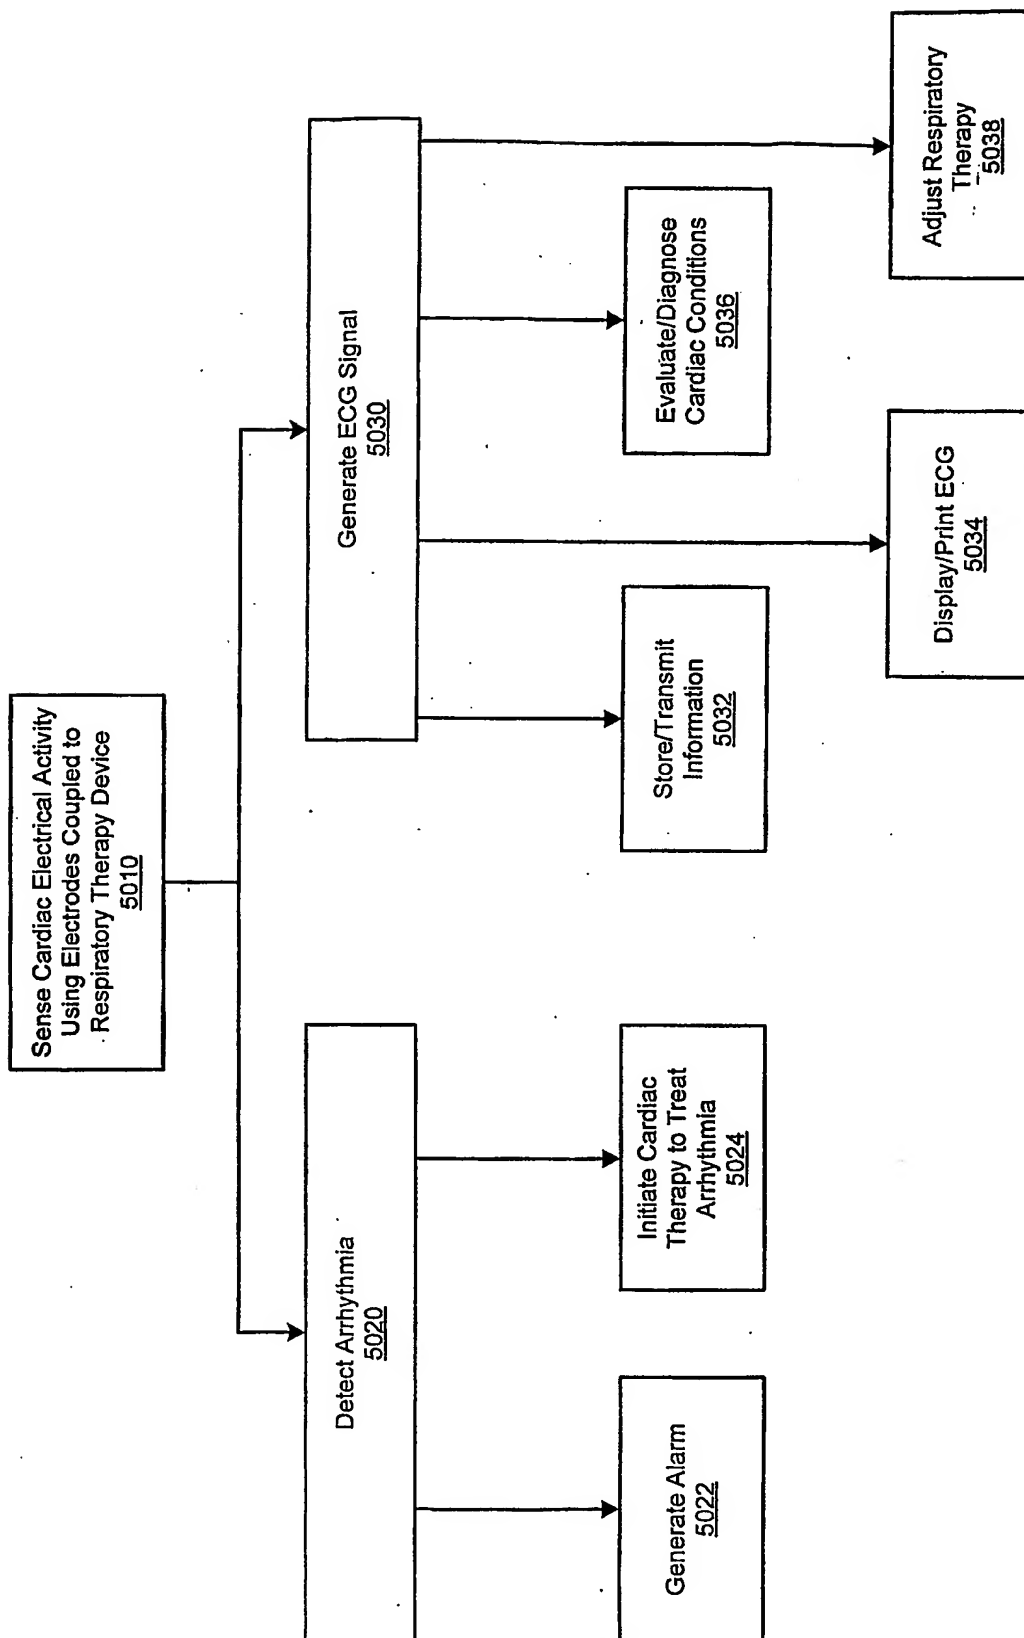 Sense Cardiac Electrical Activity
Using Electrodes Coupled to
Respiratory Therapy Device
5010
Detect Arrhythmia
5020
Generate ECG Signal
5030
Generate Alarm
5022
Initiate Cardiac
Therapy to Treat
Arrhythmia
5024
Store/Transmit
Information
5032
Evaluate/Diagnose
Cardiac Conditions
5036
Display/Print ECG
5034
Adjust Respiratory
Therapy
5038